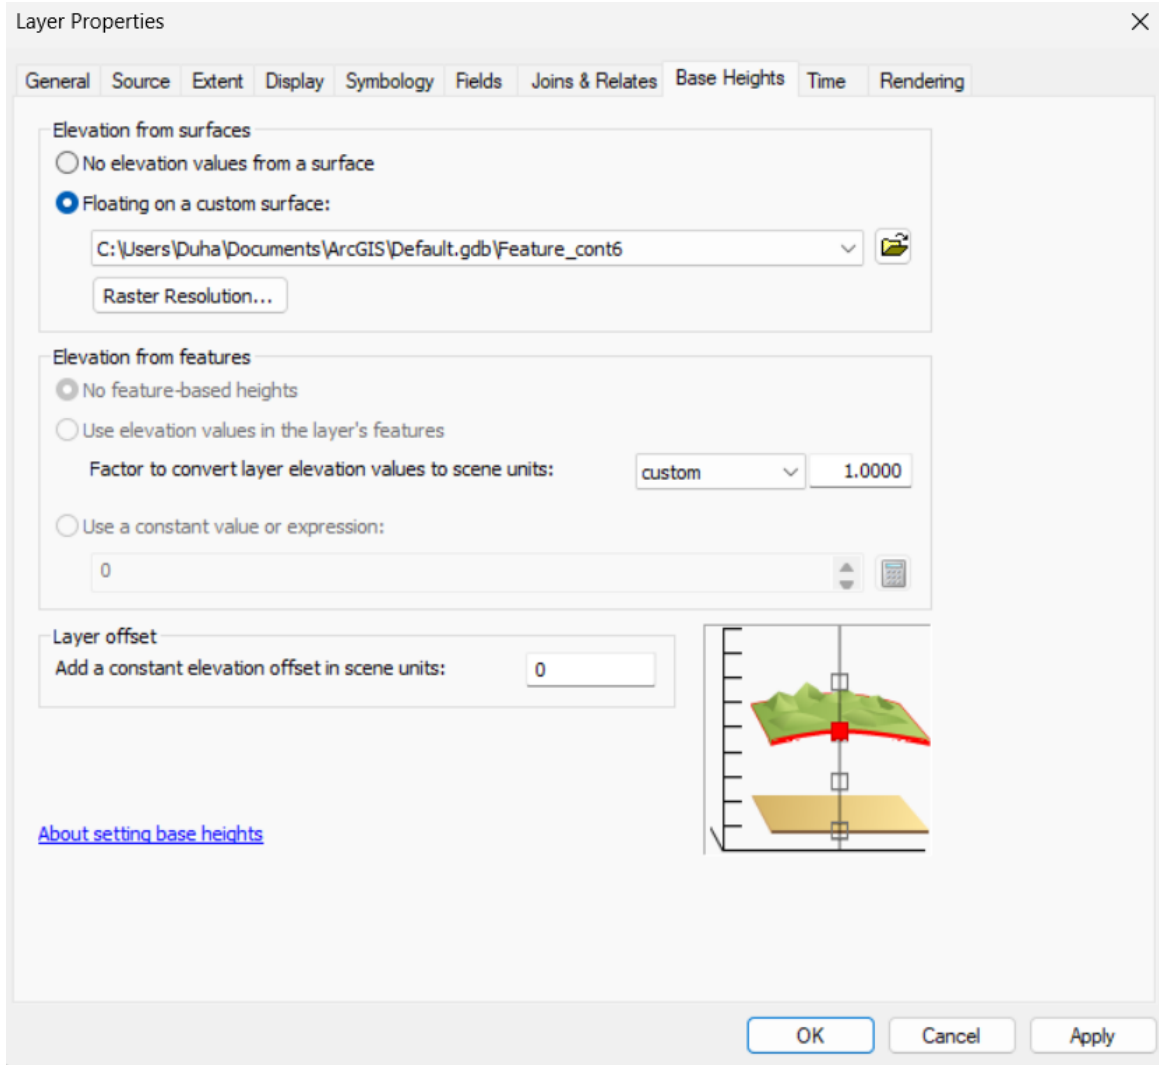 Layer Properties
General Source Extent Display Symbology Fields Joins & Relates Base Heights Time Rendering
Elevation from surfaces
No elevation values from a surface
Floating on a custom surface:
C:\Users\Duha\Documents\ArcGIS\Default.gdb\Feature_cont6
Raster Resolution...
Elevation from features
No feature-based heights
Use elevation values in the layer's features
Factor to convert layer elevation values to scene units: custom 1.0000
Use a constant value or expression:
0
Layer offset
Add a constant elevation offset in scene units: 0
About setting base heights
OK Cancel Apply